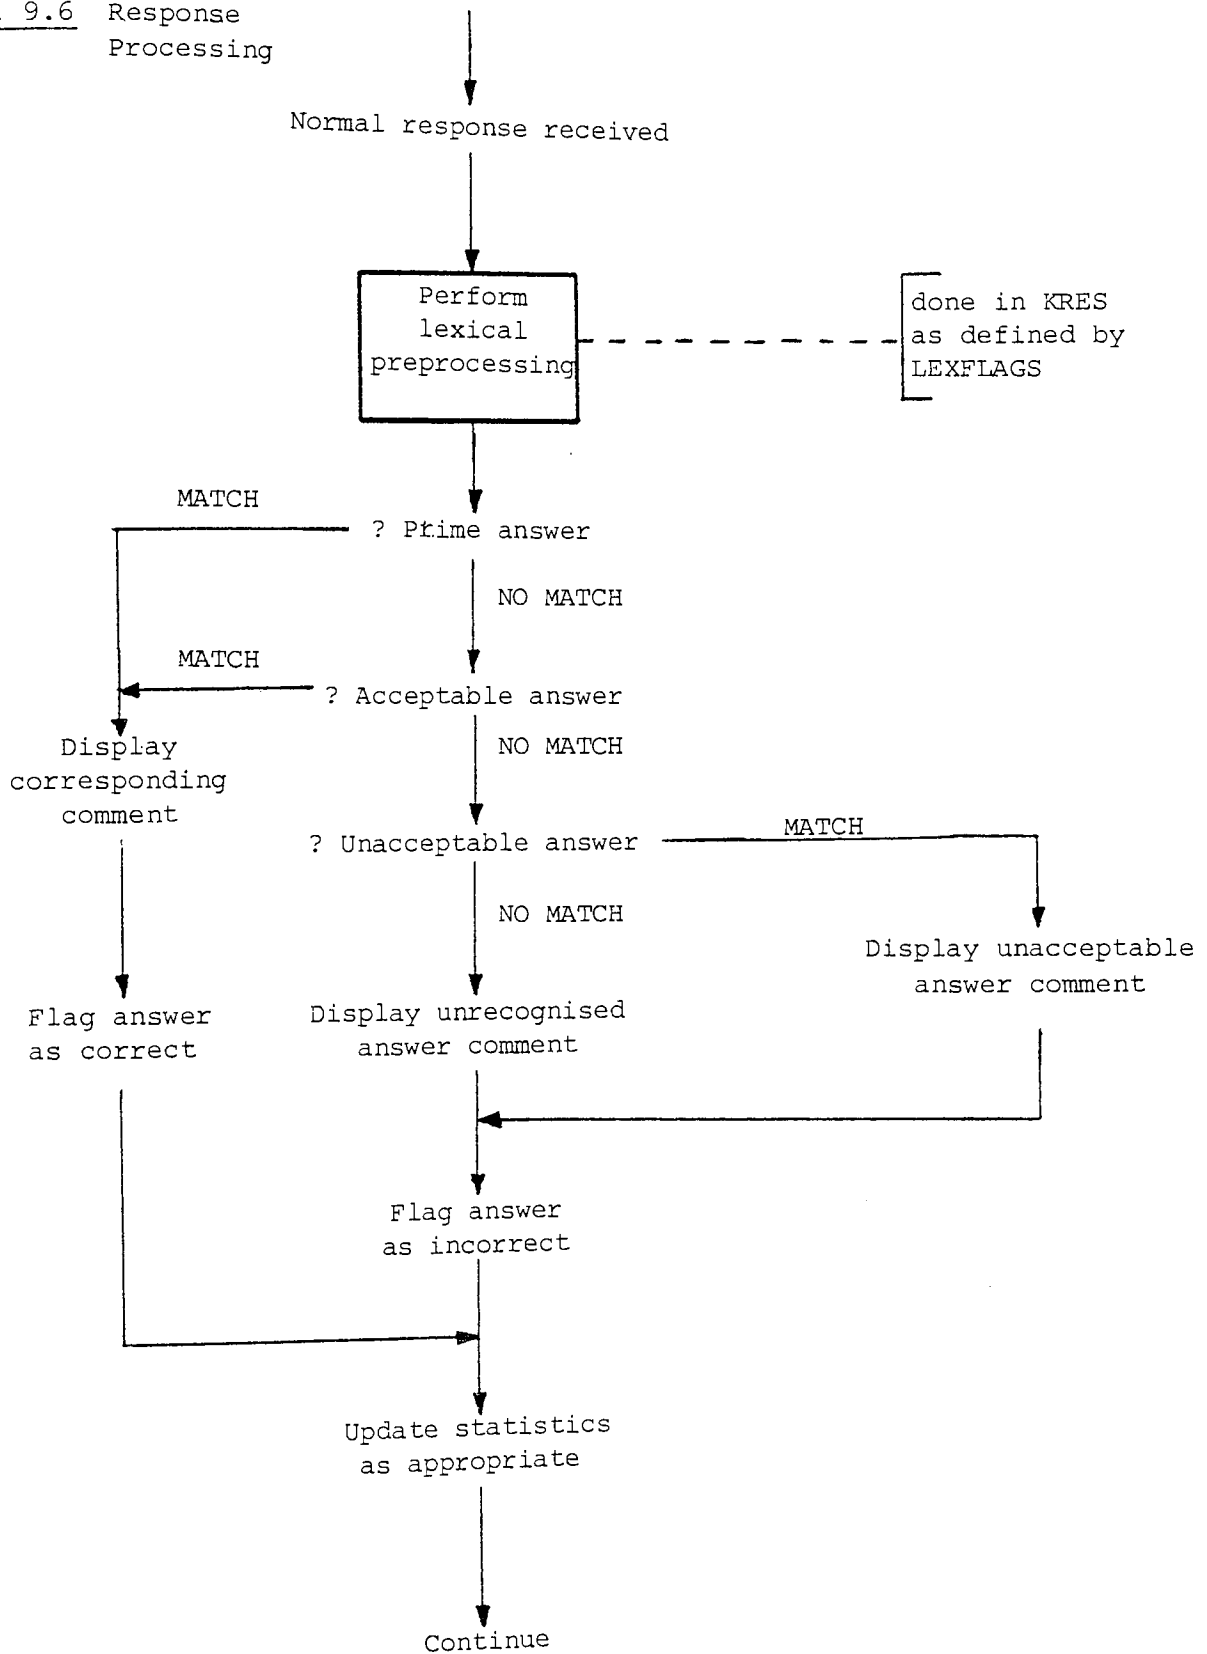 . 9.6 Response
Processing
Normal response received
Perform
lexical
preprocessing
done in KRES
as defined by
LEXFLAGS
MATCH
? Prime answer
NO MATCH
MATCH
? Acceptable answer
NO MATCH
Display
corresponding
comment
? Unacceptable answer
MATCH
NO MATCH
Display unacceptable
answer comment
Flag answer
as correct
Display unrecognised
answer comment
Flag answer
as incorrect
Update statistics
as appropriate
Continue